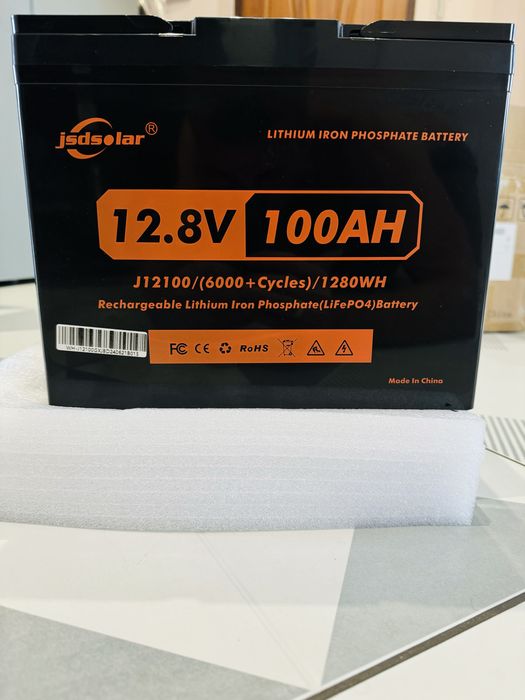 jsdsolar®
LITHIUM IRON PHOSPHATE BATTERY
12.8V 100AH
J12100/(6000+Cycles)/1280WH
Rechargeable Lithium Iron Phosphate(LiFePO4)Battery
FC CE RoHS
Made In China